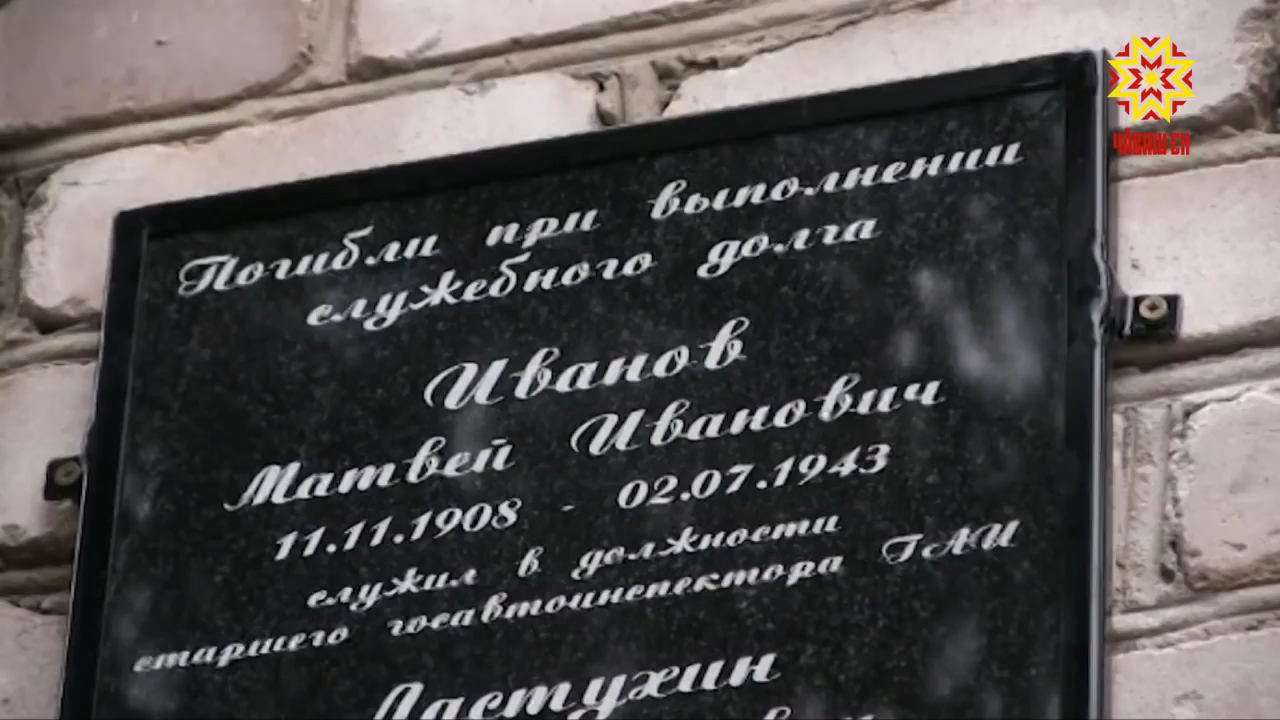 ЧӐВАШ ЕН
Погибли при выполнении
служебного долга
Иванов
Матвей Иванович
11.11.1908 - 02.07.1943
служил в должности
старшего госавтоинспектора ГАИ
Ластухин